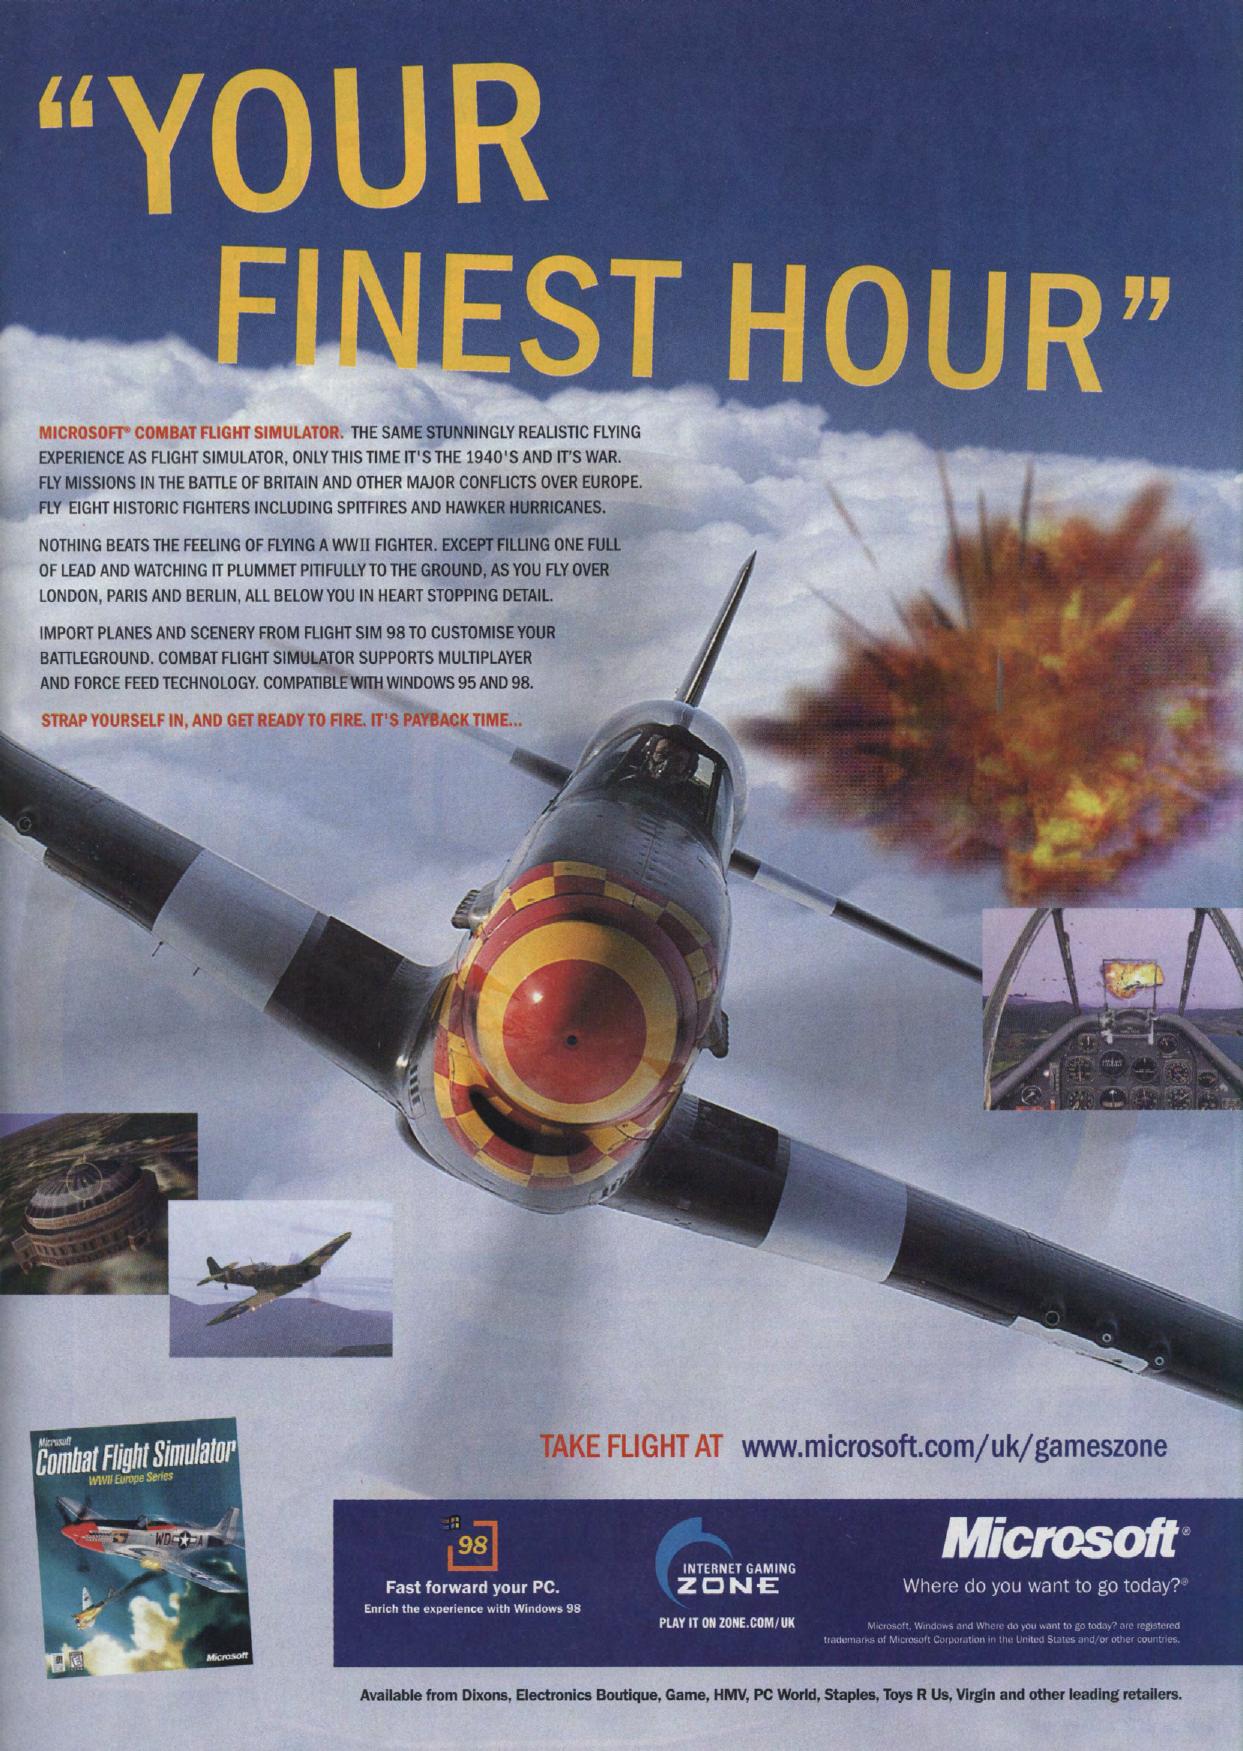 “YOUR
FINEST HOUR”
MICROSOFT® COMBAT FLIGHT SIMULATOR. THE SAME STUNNINGLY REALISTIC FLYING
EXPERIENCE AS FLIGHT SIMULATOR, ONLY THIS TIME IT'S THE 1940'S AND IT'S WAR.
FLY MISSIONS IN THE BATTLE OF BRITAIN AND OTHER MAJOR CONFLICTS OVER EUROPE.
FLY EIGHT HISTORIC FIGHTERS INCLUDING SPITFIRES AND HAWKER HURRICANES.
NOTHING BEATS THE FEELING OF FLYING A WWII FIGHTER. EXCEPT FILLING ONE FULL
OF LEAD AND WATCHING IT PLUMMET PITIFULLY TO THE GROUND, AS YOU FLY OVER
LONDON, PARIS AND BERLIN, ALL BELOW YOU IN HEART STOPPING DETAIL.
IMPORT PLANES AND SCENERY FROM FLIGHT SIM 98 TO CUSTOMISE YOUR
BATTLEGROUND. COMBAT FLIGHT SIMULATOR SUPPORTS MULTIPLAYER
AND FORCE FEED TECHNOLOGY. COMPATIBLE WITH WINDOWS 95 AND 98.
STRAP YOURSELF IN, AND GET READY TO FIRE. IT'S PAYBACK TIME...
Microsoft
Combat Flight Simulator
WWII Europe Series
WD A
Microsoft
TAKE FLIGHT AT www.microsoft.com/uk/gameszone
98
Fast forward your PC.
Enrich the experience with Windows 98
INTERNET GAMING
ZONE
PLAY IT ON ZONE.COM/UK
Microsoft®
Where do you want to go today?®
Microsoft, Windows and Where do you want to go today? are registered
trademarks of Microsoft Corporation in the United States and/or other countries.
Available from Dixons, Electronics Boutique, Game, HMV, PC World, Staples, Toys R Us, Virgin and other leading retailers.